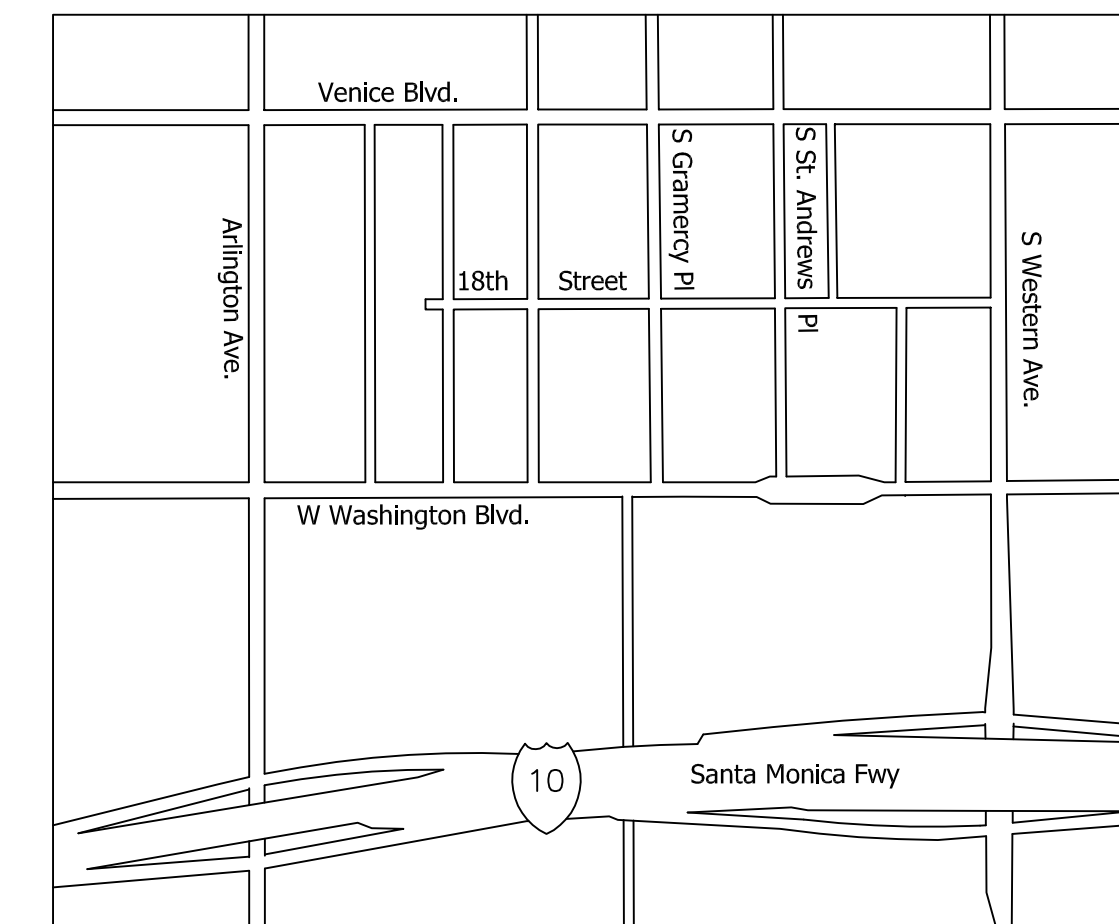 Venice Blvd.
S Gramercy Pl
S St. Andrews Pl
Arlington Ave.
S Western Ave.
18th Street
W Washington Blvd.
10
Santa Monica Fwy